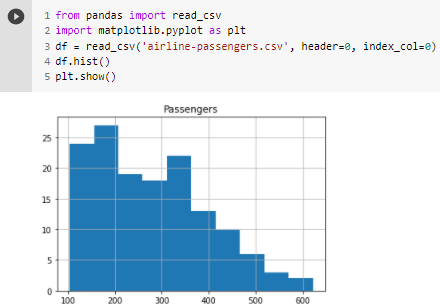 1 from pandas import read_csv
2 import matplotlib.pyplot as plt
3 df = read_csv('airline-passengers.csv', header=0, index_col=0)
4 df.hist()
5 plt.show()
Passengers
25
20
15
10
5
0
100 200 300 400 500 600